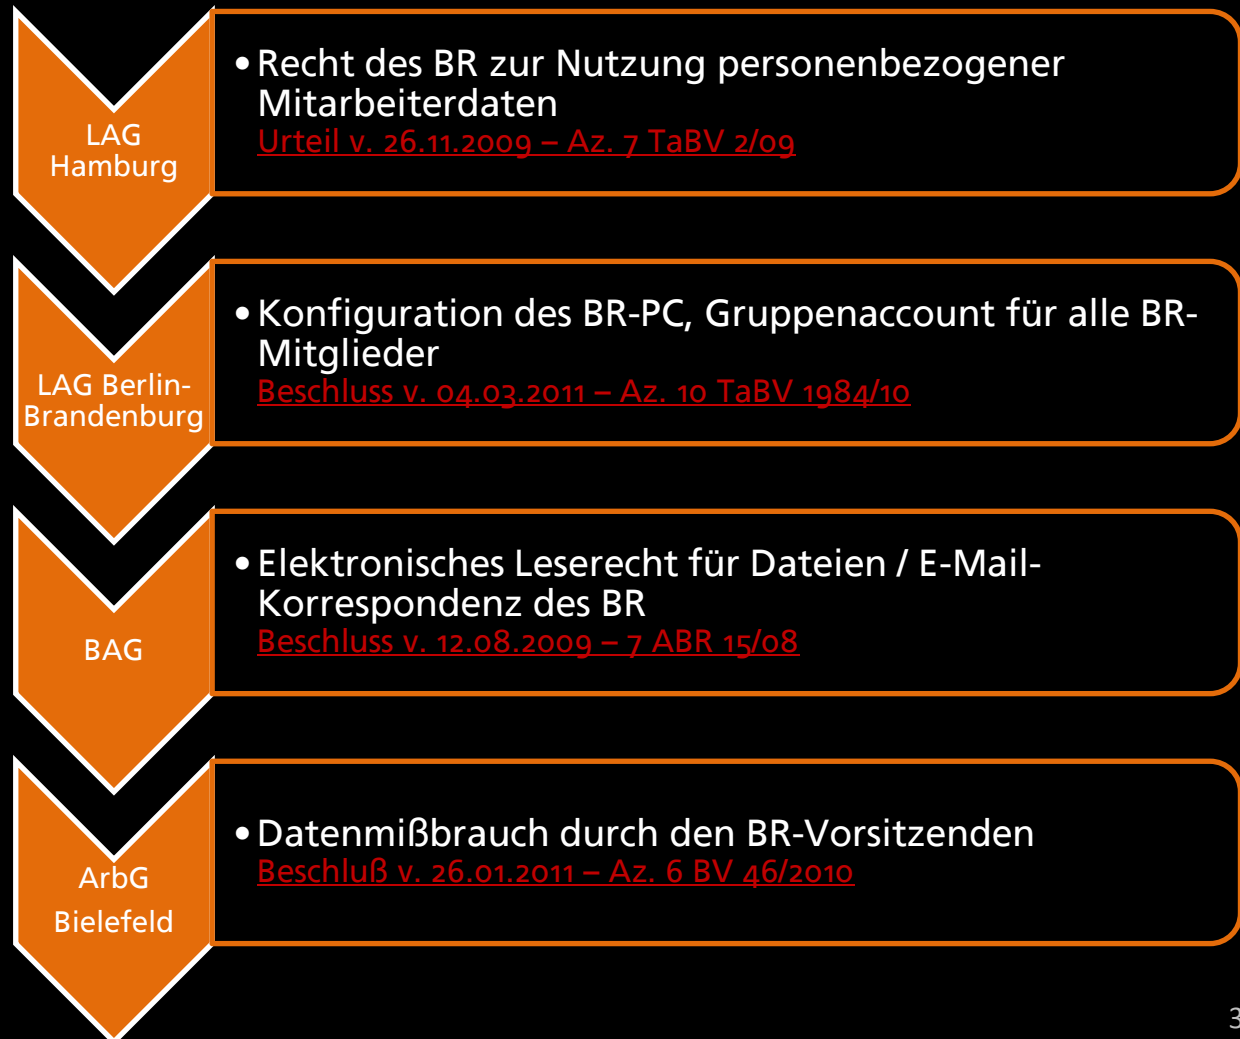 LAG
Hamburg
• Recht des BR zur Nutzung personenbezogener
Mitarbeiterdaten
Urteil v. 26.11.2009 – Az. 7 TaBV 2/09
LAG Berlin-
Brandenburg
• Konfiguration des BR-PC, Gruppenaccount für alle BR-
Mitglieder
Beschluss v. 04.03.2011 – Az. 10 TaBV 1984/10
BAG
• Elektronisches Leserecht für Dateien / E-Mail-
Korrespondenz des BR
Beschluss v. 12.08.2009 – 7 ABR 15/08
ArbG
Bielefeld
• Datenmißbrauch durch den BR-Vorsitzenden
Beschluß v. 26.01.2011 – Az. 6 BV 46/2010
3